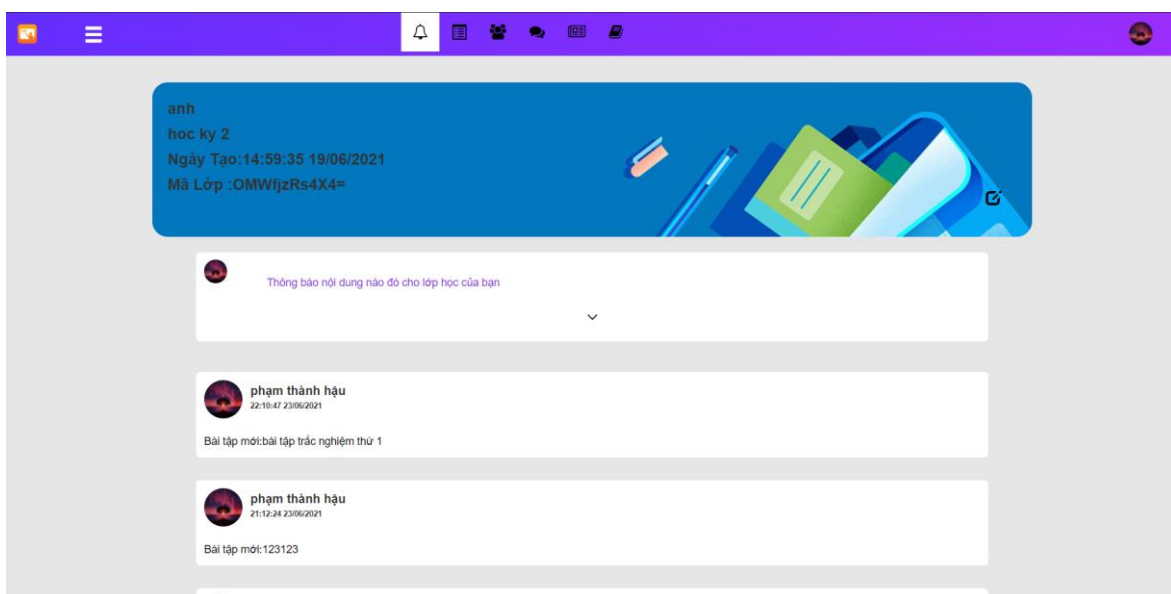 anh
hoc ky 2
Ngày Tạo:14:59:35 19/06/2021
Mã Lớp :OMWfjzRs4X4=
Thông báo nội dung nào đó cho lớp học của bạn
phạm thành hậu
22:10:47 23/06/2021
Bài tập mới:bài tập trắc nghiệm thứ 1
phạm thành hậu
21:12:24 23/06/2021
Bài tập mới:123123